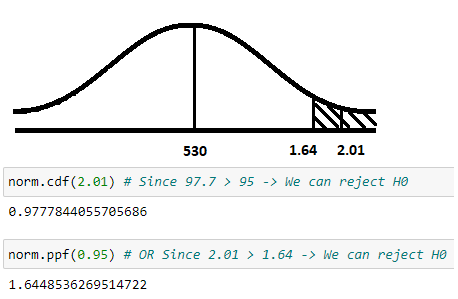 530 1.64 2.01
norm.cdf(2.01) # Since 97.7 > 95 -> We can reject H0
0.9777844055705686
norm.ppf(0.95) # OR Since 2.01 > 1.64 -> We can reject H0
1.6448536269514722